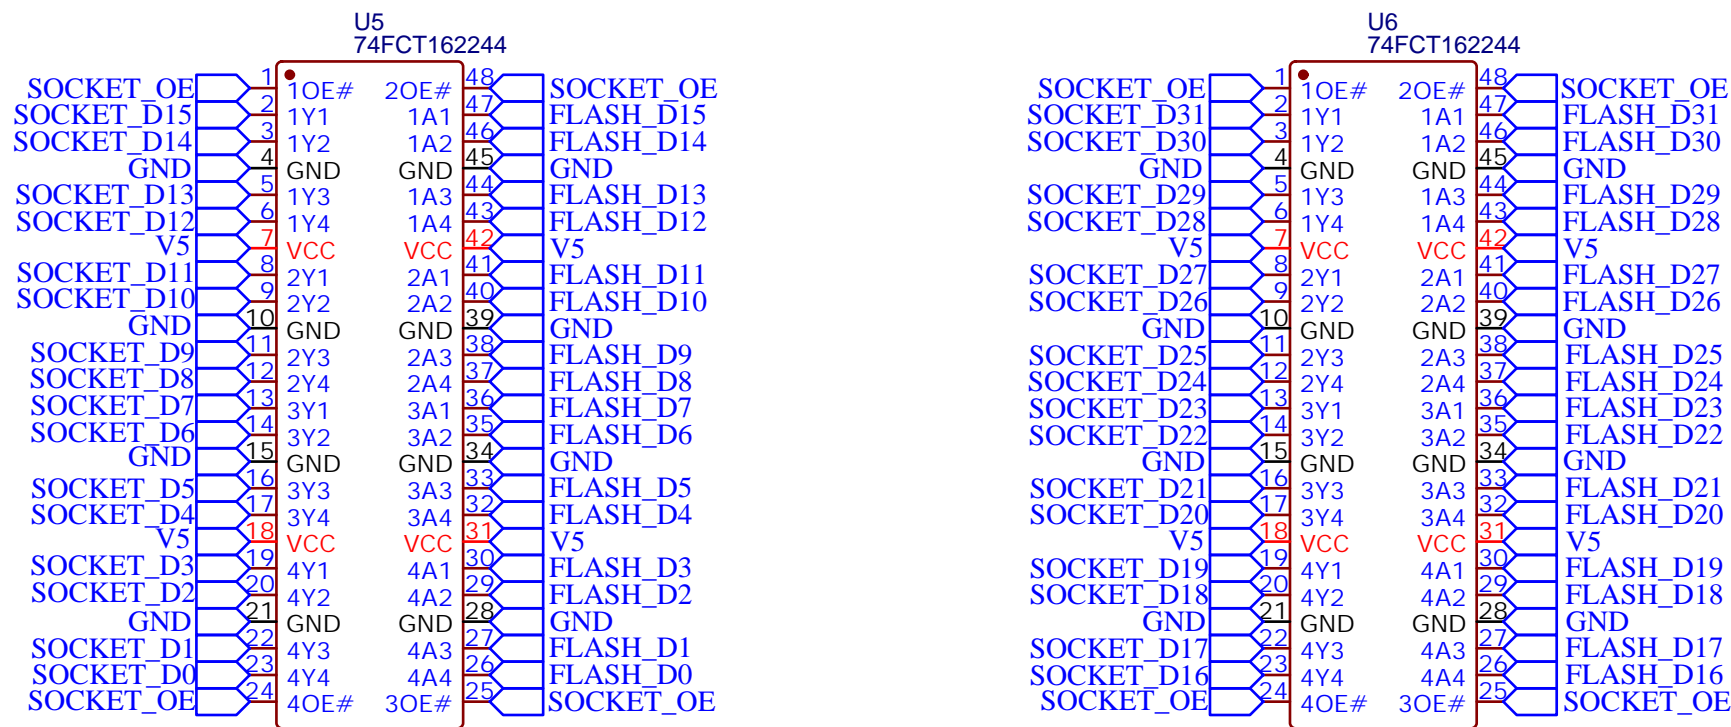 U5
74FCT162244
SOCKET_OE 1 1OE# 2OE# 48 SOCKET_OE
SOCKET_D15 2 1Y1 1A1 47 FLASH_D15
SOCKET_D14 3 1Y2 1A2 46 FLASH_D14
GND 4 GND GND 45 GND
SOCKET_D13 5 1Y3 1A3 44 FLASH_D13
SOCKET_D12 6 1Y4 1A4 43 FLASH_D12
V5 7 VCC VCC 42 V5
SOCKET_D11 8 2Y1 2A1 41 FLASH_D11
SOCKET_D10 9 2Y2 2A2 40 FLASH_D10
GND 10 GND GND 39 GND
SOCKET_D9 11 2Y3 2A3 38 FLASH_D9
SOCKET_D8 12 2Y4 2A4 37 FLASH_D8
SOCKET_D7 13 3Y1 3A1 36 FLASH_D7
SOCKET_D6 14 3Y2 3A2 35 FLASH_D6
GND 15 GND GND 34 GND
SOCKET_D5 16 3Y3 3A3 33 FLASH_D5
SOCKET_D4 17 3Y4 3A4 32 FLASH_D4
V5 18 VCC VCC 31 V5
SOCKET_D3 19 4Y1 4A1 30 FLASH_D3
SOCKET_D2 20 4Y2 4A2 29 FLASH_D2
GND 21 GND GND 28 GND
SOCKET_D1 22 4Y3 4A3 27 FLASH_D1
SOCKET_D0 23 4Y4 4A4 26 FLASH_D0
SOCKET_OE 24 4OE# 3OE# 25 SOCKET_OE
U6
74FCT162244
SOCKET_OE 1 1OE# 2OE# 48 SOCKET_OE
SOCKET_D31 2 1Y1 1A1 47 FLASH_D31
SOCKET_D30 3 1Y2 1A2 46 FLASH_D30
GND 4 GND GND 45 GND
SOCKET_D29 5 1Y3 1A3 44 FLASH_D29
SOCKET_D28 6 1Y4 1A4 43 FLASH_D28
V5 7 VCC VCC 42 V5
SOCKET_D27 8 2Y1 2A1 41 FLASH_D27
SOCKET_D26 9 2Y2 2A2 40 FLASH_D26
GND 10 GND GND 39 GND
SOCKET_D25 11 2Y3 2A3 38 FLASH_D25
SOCKET_D24 12 2Y4 2A4 37 FLASH_D24
SOCKET_D23 13 3Y1 3A1 36 FLASH_D23
SOCKET_D22 14 3Y2 3A2 35 FLASH_D22
GND 15 GND GND 34 GND
SOCKET_D21 16 3Y3 3A3 33 FLASH_D21
SOCKET_D20 17 3Y4 3A4 32 FLASH_D20
V5 18 VCC VCC 31 V5
SOCKET_D19 19 4Y1 4A1 30 FLASH_D19
SOCKET_D18 20 4Y2 4A2 29 FLASH_D18
GND 21 GND GND 28 GND
SOCKET_D17 22 4Y3 4A3 27 FLASH_D17
SOCKET_D16 23 4Y4 4A4 26 FLASH_D16
SOCKET_OE 24 4OE# 3OE# 25 SOCKET_OE